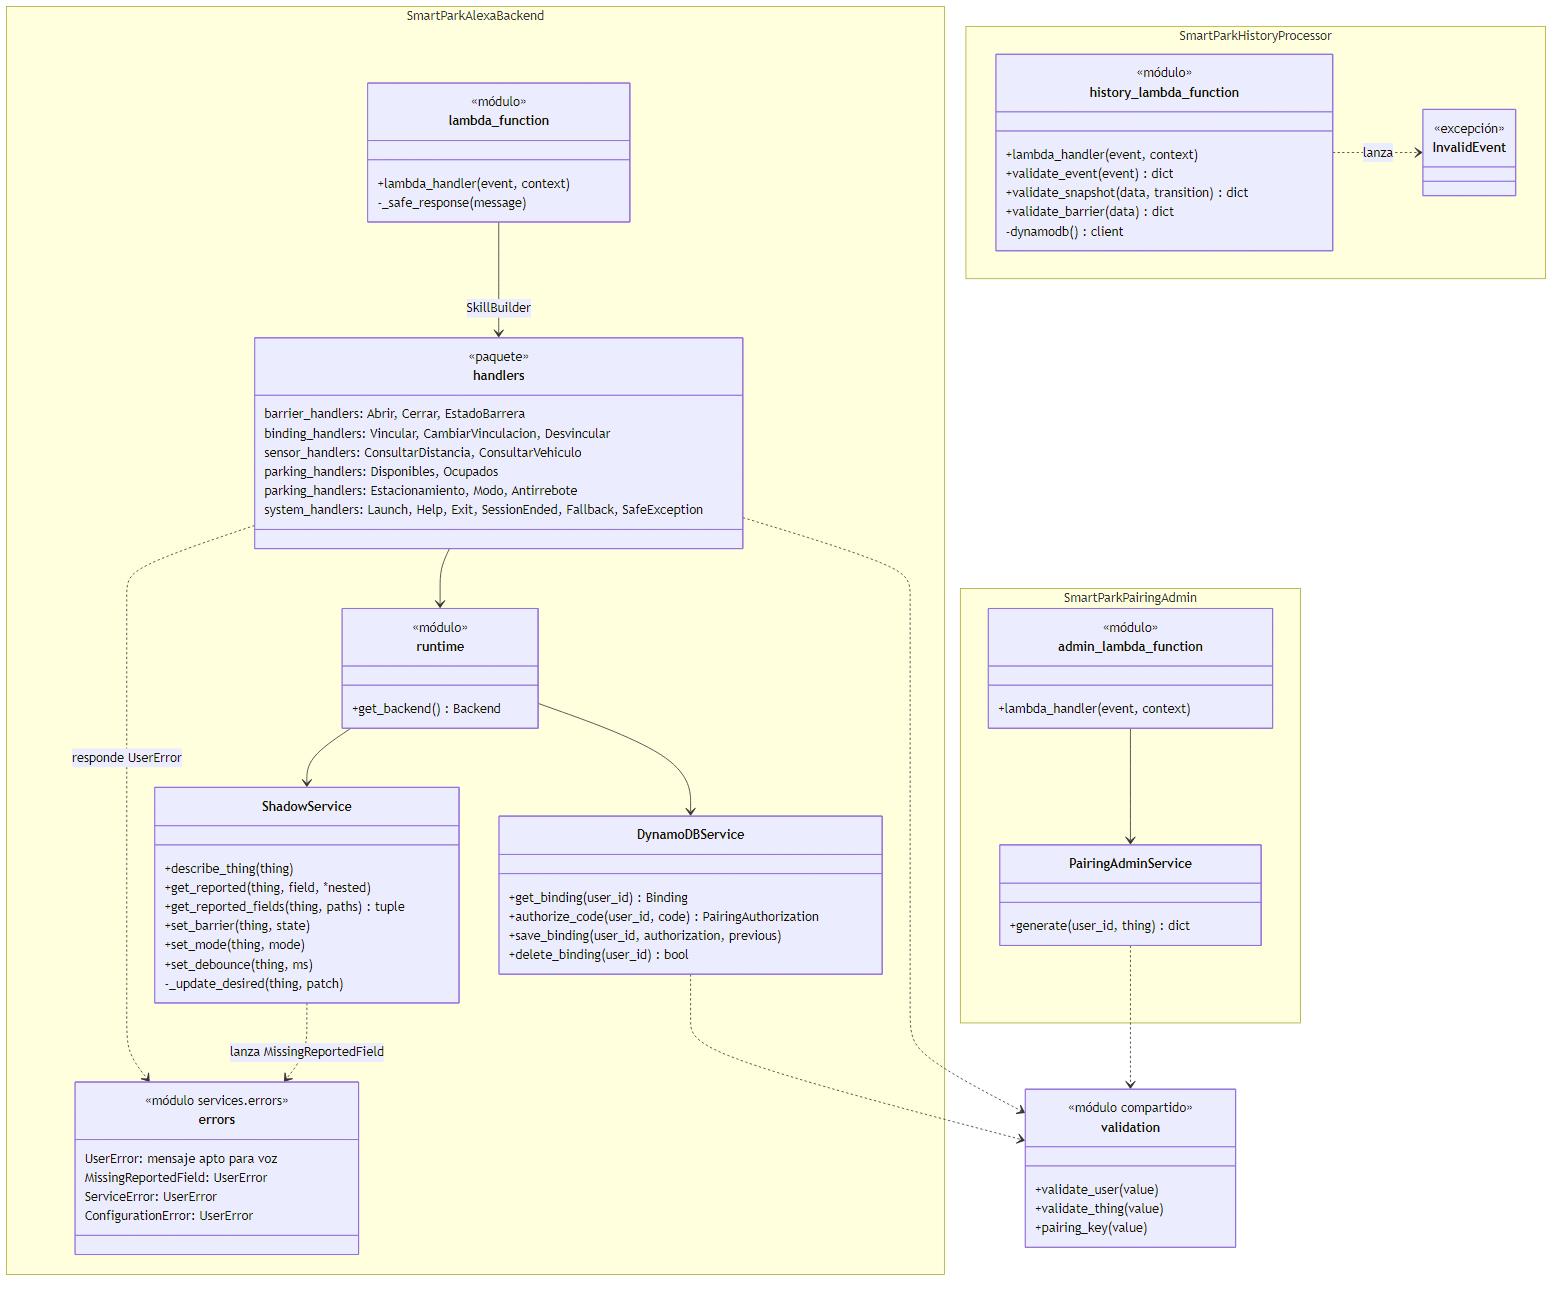 SmartParkAlexaBackend
«módulo»
lambda_function
+lambda_handler(event, context)
-_safe_response(message)
SkillBuilder
«paquete»
handlers
barrier_handlers: Abrir, Cerrar, EstadoBarrera
binding_handlers: Vincular, CambiarVinculacion, Desvincular
sensor_handlers: ConsultarDistancia, ConsultarVehiculo
parking_handlers: Disponibles, Ocupados
parking_handlers: Estacionamiento, Modo, Antirrebote
system_handlers: Launch, Help, Exit, SessionEnded, Fallback, SafeException
«módulo»
runtime
+get_backend() : Backend
responde UserError
ShadowService
+describe_thing(thing)
+get_reported(thing, field, *nested)
+get_reported_fields(thing, paths) : tuple
+set_barrier(thing, state)
+set_mode(thing, mode)
+set_debounce(thing, ms)
-_update_desired(thing, patch)
DynamoDBService
+get_binding(user_id) : Binding
+authorize_code(user_id, code) : PairingAuthorization
+save_binding(user_id, authorization, previous)
+delete_binding(user_id) : bool
lanza MissingReportedField
«módulo services.errors»
errors
UserError: mensaje apto para voz
MissingReportedField: UserError
ServiceError: UserError
ConfigurationError: UserError
SmartParkHistoryProcessor
«módulo»
history_lambda_function
+lambda_handler(event, context)
+validate_event(event) : dict
+validate_snapshot(data, transition) : dict
+validate_barrier(data) : dict
-dynamodb() : client
lanza
«excepción»
InvalidEvent
SmartParkPairingAdmin
«módulo»
admin_lambda_function
+lambda_handler(event, context)
PairingAdminService
+generate(user_id, thing) : dict
«módulo compartido»
validation
+validate_user(value)
+validate_thing(value)
+pairing_key(value)